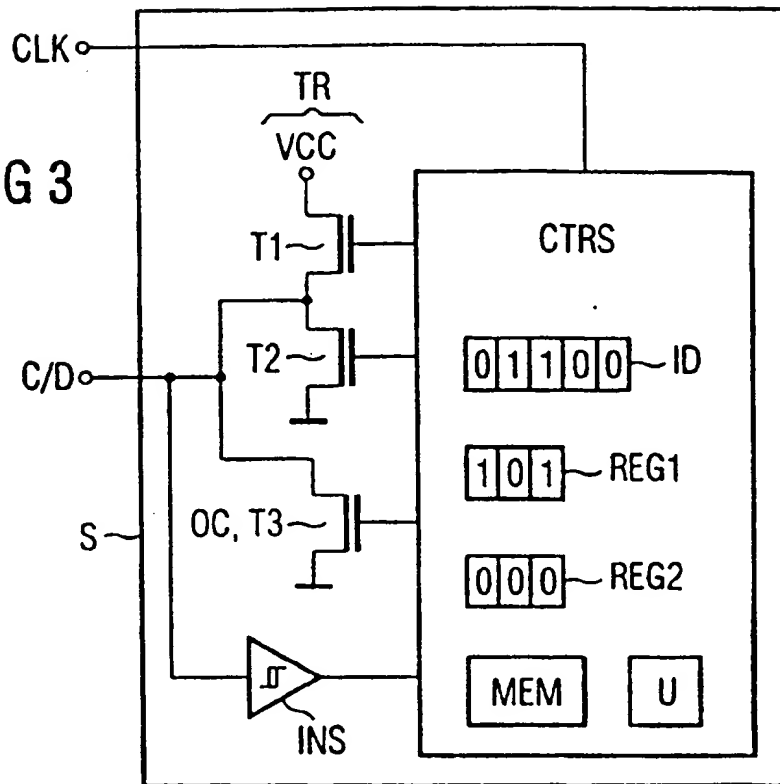 CLK
TR
VCC
G 3
T1
CTRS
C/D
T2
0 1 1 0 0 ID
1 0 1 REG1
S
OC, T3
0 0 0 REG2
MEM
U
INS